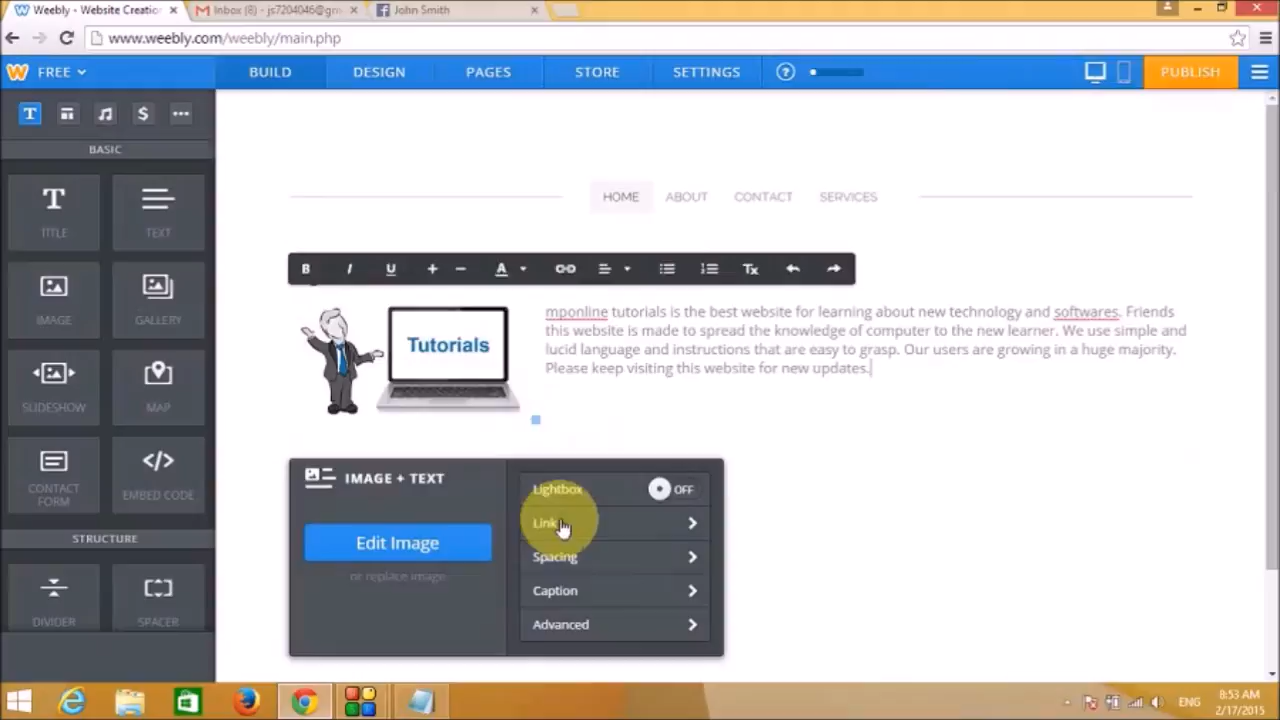 Weebly - Website Creation
Inbox (8) - js7204046@gm
John Smith
www.weebly.com/weebly/main.php
FREE
BUILD
DESIGN
PAGES
STORE
SETTINGS
?
PUBLISH
T
$
BASIC
T
TITLE
TEXT
IMAGE
GALLERY
SLIDESHOW
MAP
CONTACT
FORM
EMBED CODE
STRUCTURE
DIVIDER
SPACER
HOME ABOUT CONTACT SERVICES
B I U + − A Tx
Tutorials
mponline tutorials is the best website for learning about new technology and softwares. Friends
this website is made to spread the knowledge of computer to the new learner. We use simple and
lucid language and instructions that are easy to grasp. Our users are growing in a huge majority.
Please keep visiting this website for new updates.
IMAGE + TEXT
Edit Image
or replace image
Lightbox OFF
Link
Spacing
Caption
Advanced
ENG
8:53 AM
2/17/2015